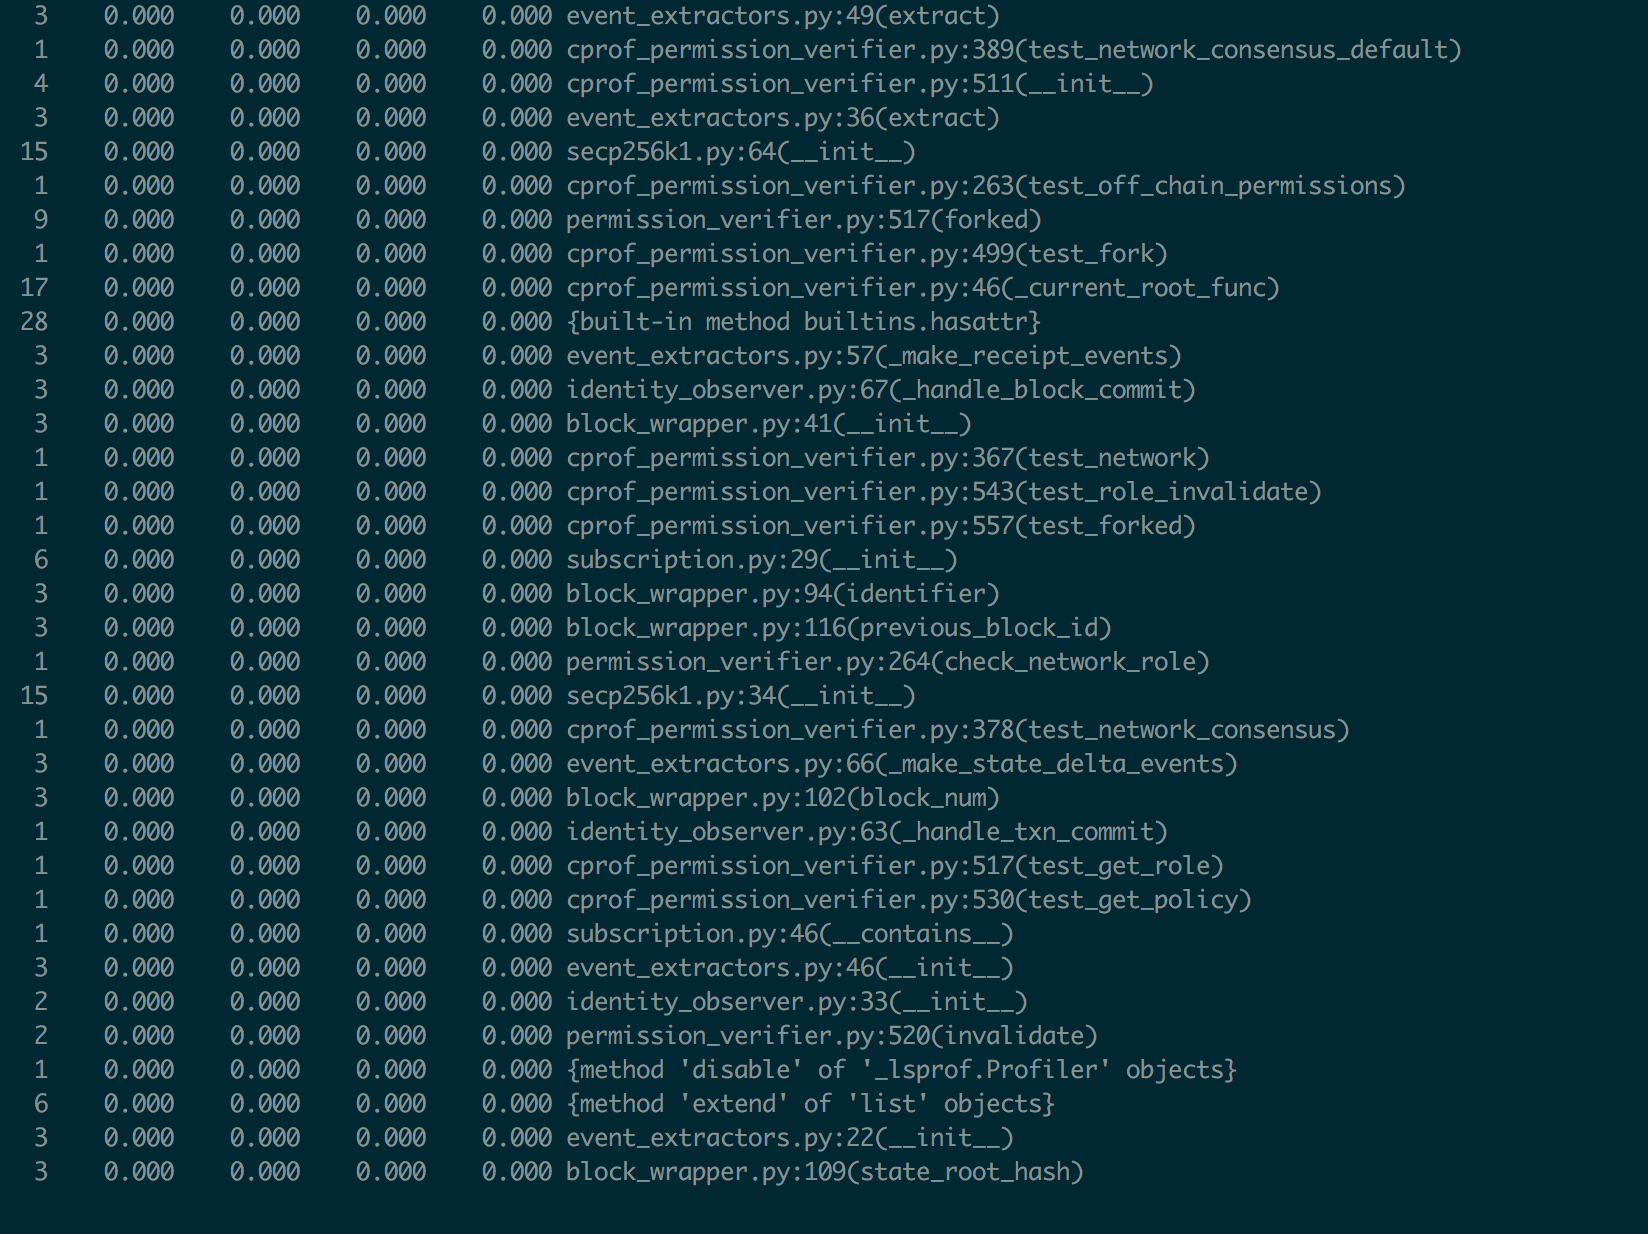 3 0.000 0.000 0.000 0.000 event_extractors.py:49(extract)
1 0.000 0.000 0.000 0.000 cprof_permission_verifier.py:389(test_network_consensus_default)
4 0.000 0.000 0.000 0.000 cprof_permission_verifier.py:511(__init__)
3 0.000 0.000 0.000 0.000 event_extractors.py:36(extract)
15 0.000 0.000 0.000 0.000 secp256k1.py:64(__init__)
1 0.000 0.000 0.000 0.000 cprof_permission_verifier.py:263(test_off_chain_permissions)
9 0.000 0.000 0.000 0.000 permission_verifier.py:517(forked)
1 0.000 0.000 0.000 0.000 cprof_permission_verifier.py:499(test_fork)
17 0.000 0.000 0.000 0.000 cprof_permission_verifier.py:46(_current_root_func)
28 0.000 0.000 0.000 0.000 {built-in method builtins.hasattr}
3 0.000 0.000 0.000 0.000 event_extractors.py:57(_make_receipt_events)
3 0.000 0.000 0.000 0.000 identity_observer.py:67(_handle_block_commit)
3 0.000 0.000 0.000 0.000 block_wrapper.py:41(__init__)
1 0.000 0.000 0.000 0.000 cprof_permission_verifier.py:367(test_network)
1 0.000 0.000 0.000 0.000 cprof_permission_verifier.py:543(test_role_invalidate)
1 0.000 0.000 0.000 0.000 cprof_permission_verifier.py:557(test_forked)
6 0.000 0.000 0.000 0.000 subscription.py:29(__init__)
3 0.000 0.000 0.000 0.000 block_wrapper.py:94(identifier)
3 0.000 0.000 0.000 0.000 block_wrapper.py:116(previous_block_id)
1 0.000 0.000 0.000 0.000 permission_verifier.py:264(check_network_role)
15 0.000 0.000 0.000 0.000 secp256k1.py:34(__init__)
1 0.000 0.000 0.000 0.000 cprof_permission_verifier.py:378(test_network_consensus)
3 0.000 0.000 0.000 0.000 event_extractors.py:66(_make_state_delta_events)
3 0.000 0.000 0.000 0.000 block_wrapper.py:102(block_num)
1 0.000 0.000 0.000 0.000 identity_observer.py:63(_handle_txn_commit)
1 0.000 0.000 0.000 0.000 cprof_permission_verifier.py:517(test_get_role)
1 0.000 0.000 0.000 0.000 cprof_permission_verifier.py:530(test_get_policy)
1 0.000 0.000 0.000 0.000 subscription.py:46(__contains__)
3 0.000 0.000 0.000 0.000 event_extractors.py:46(__init__)
2 0.000 0.000 0.000 0.000 identity_observer.py:33(__init__)
2 0.000 0.000 0.000 0.000 permission_verifier.py:520(invalidate)
1 0.000 0.000 0.000 0.000 {method 'disable' of '_lsprof.Profiler' objects}
6 0.000 0.000 0.000 0.000 {method 'extend' of 'list' objects}
3 0.000 0.000 0.000 0.000 event_extractors.py:22(__init__)
3 0.000 0.000 0.000 0.000 block_wrapper.py:109(state_root_hash)